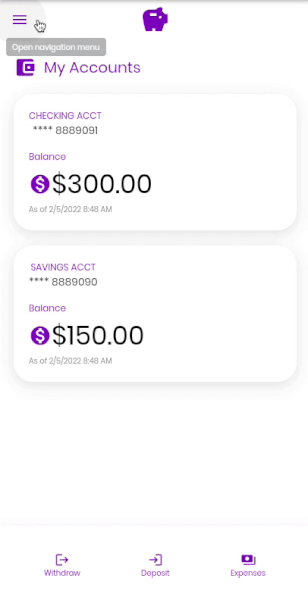 Open navigation menu
My Accounts
CHECKING ACCT
**** 8889091
Balance
$300.00
As of 2/5/2022 8:48 AM
SAVINGS ACCT
**** 8889090
Balance
$150.00
As of 2/5/2022 8:48 AM
Withdraw Deposit Expenses